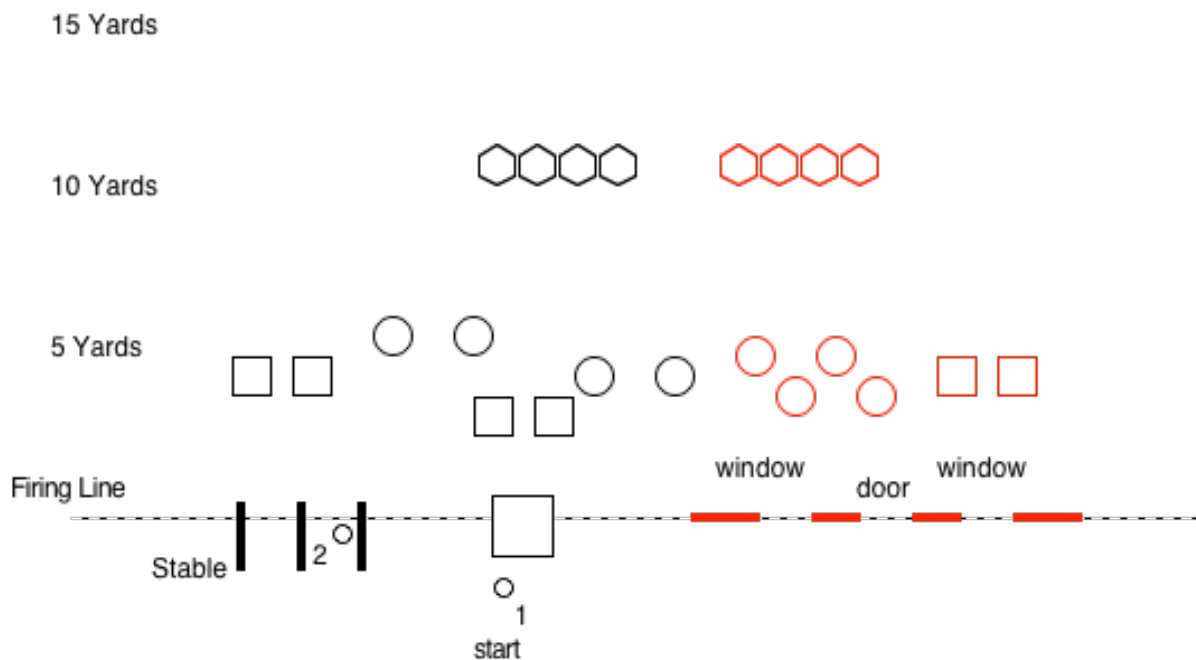 15 Yards
10 Yards
5 Yards
window
window
Firing Line
door
2
Stable
1
start